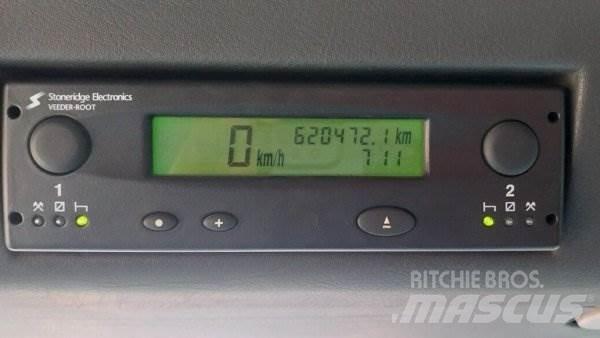 Stoneridge Electronics
VEEDER-ROOT
0 km/h
620472.1 km
7 11
1
2
RITCHIE BROS.
MASCUS